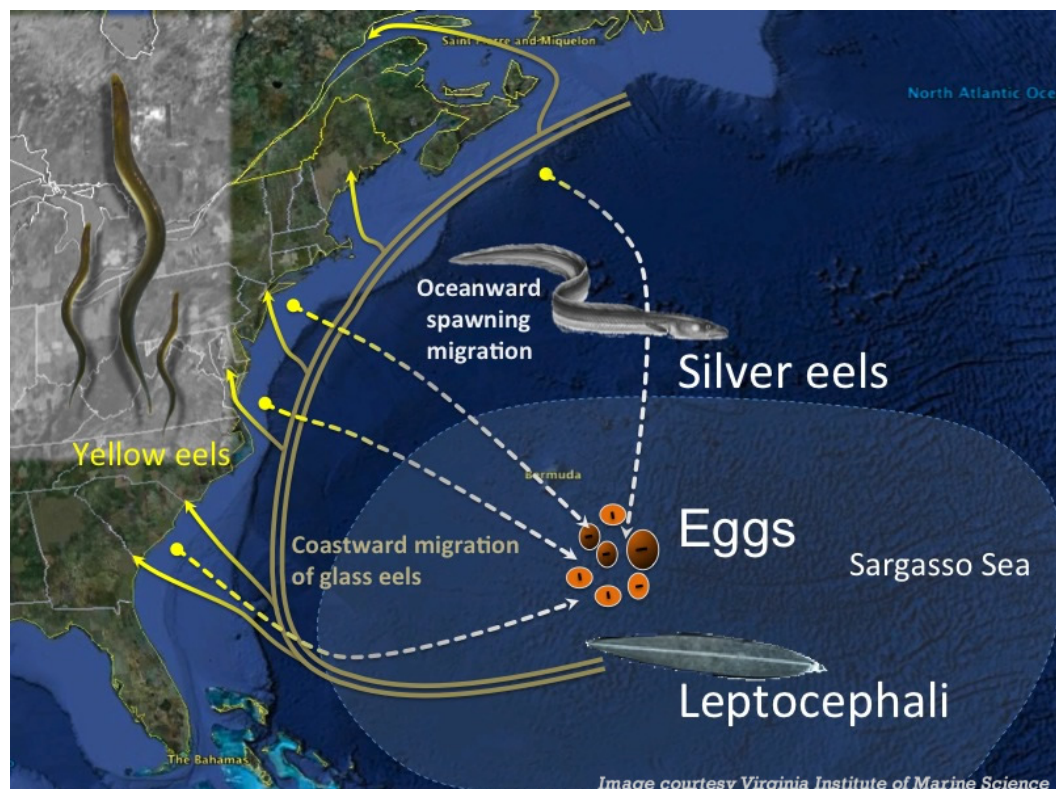 Saint Pierre and Miquelon
North Atlantic Oce
Oceanward
spawning
migration
Silver eels
Yellow eels
Bermuda
Eggs
Coastward migration
of glass eels
Sargasso Sea
Leptocephali
The Bahamas
Image courtesy Virginia Institute of Marine Science